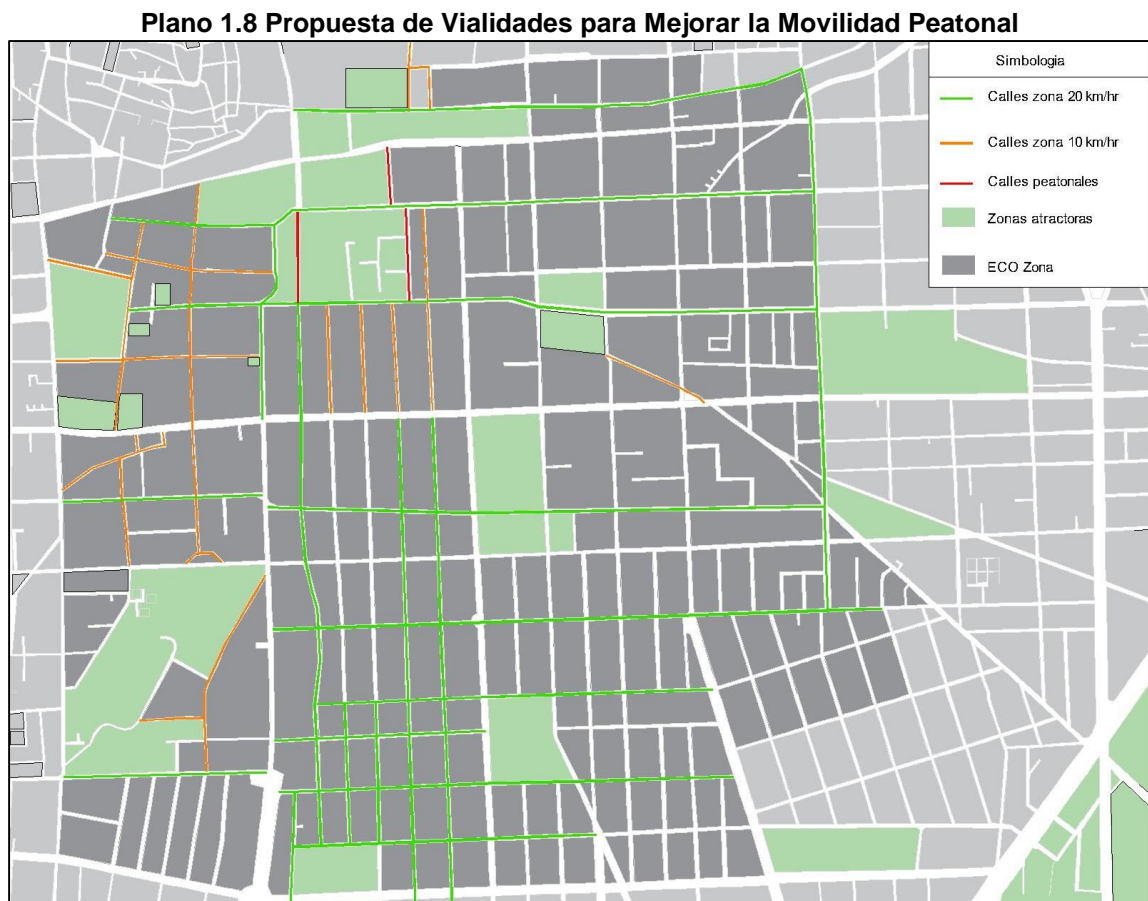 Plano 1.8 Propuesta de Vialidades para Mejorar la Movilidad Peatonal
Simbologia
Calles zona 20 km/hr
Calles zona 10 km/hr
Calles peatonales
Zonas atractoras
ECO Zona